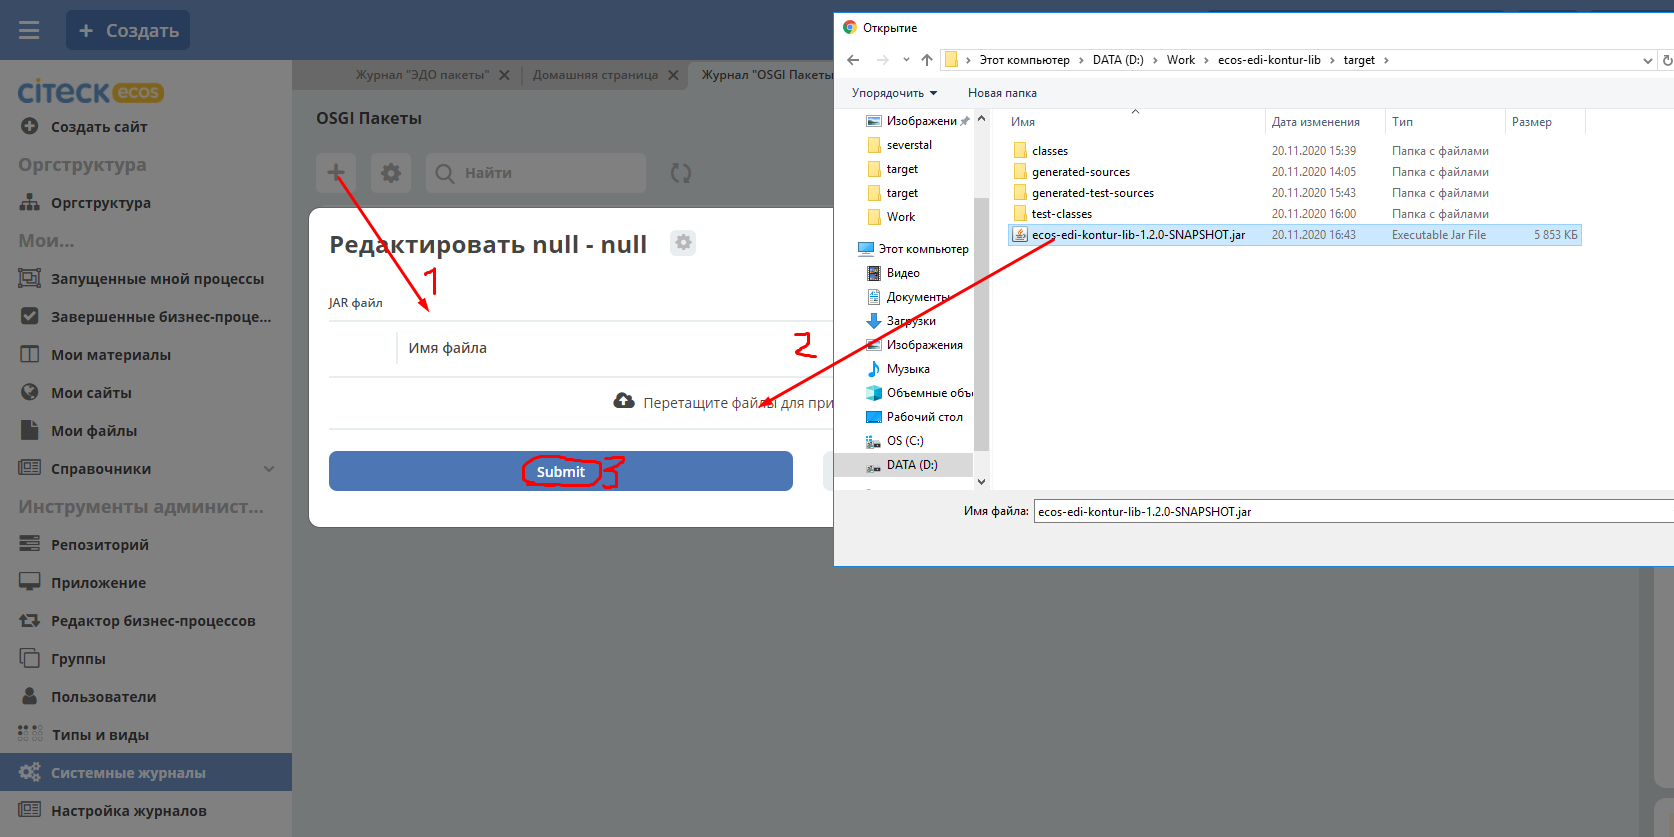 Создать
Журнал "ЭДО пакеты"
Домашняя страница
Журнал "OSGI Пакеты
CiTECK ecos
Создать сайт
Оргструктура
Оргструктура
Мои...
Запущенные мной процессы
Завершенные бизнес-проце...
Мои материалы
Мои сайты
Мои файлы
Справочники
Инструменты админист...
Репозиторий
Приложение
Редактор бизнес-процессов
Группы
Пользователи
Типы и виды
Системные журналы
Настройка журналов
OSGI Пакеты
Найти
Редактировать null - null
1
JAR файл
Имя файла
2
Перетащите файлы для при
Submit
3
Открытие
Этот компьютер
DATA (D:)
Work
ecos-edi-kontur-lib
target
Упорядочить
Новая папка
Изображени
severstal
target
target
Work
Этот компьютер
Видео
Документы
Загрузки
Изображения
Музыка
Объемные объ
Рабочий стол
OS (C:)
DATA (D:)
Имя Дата изменения Тип Размер
classes 20.11.2020 15:39 Папка с файлами
generated-sources 20.11.2020 14:05 Папка с файлами
generated-test-sources 20.11.2020 15:43 Папка с файлами
test-classes 20.11.2020 16:00 Папка с файлами
ecos-edi-kontur-lib-1.2.0-SNAPSHOT.jar 20.11.2020 16:43 Executable Jar File 5 853 КБ
Имя файла: ecos-edi-kontur-lib-1.2.0-SNAPSHOT.jar